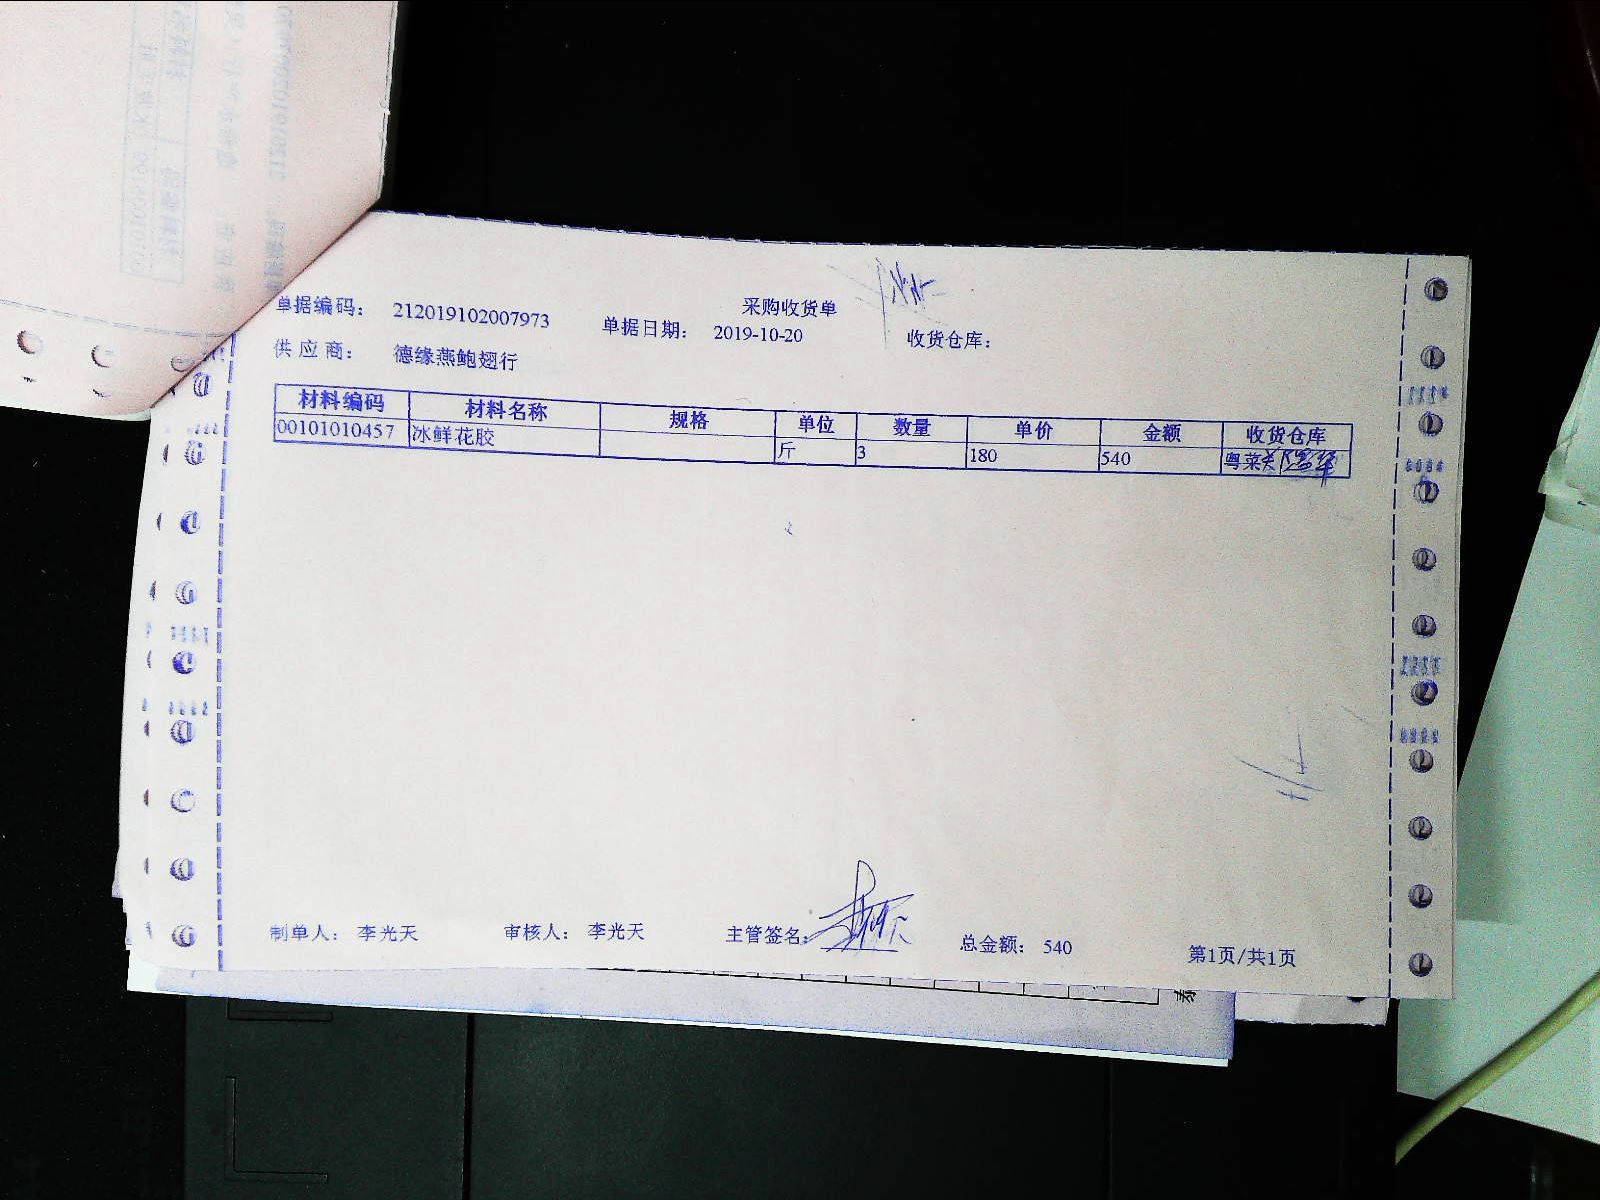 采购收货单
单据编码： 212019102007973 单据日期： 2019-10-20 收货仓库：
供应商： 德缘燕鲍翅行
材料编码 材料名称 规格 单位 数量 单价 金额 收货仓库
00101010457 冰鲜花胶 斤 3 180 540 粤菜
制单人： 李光天 审核人： 李光天 主管签名： 总金额： 540 第1页/共1页